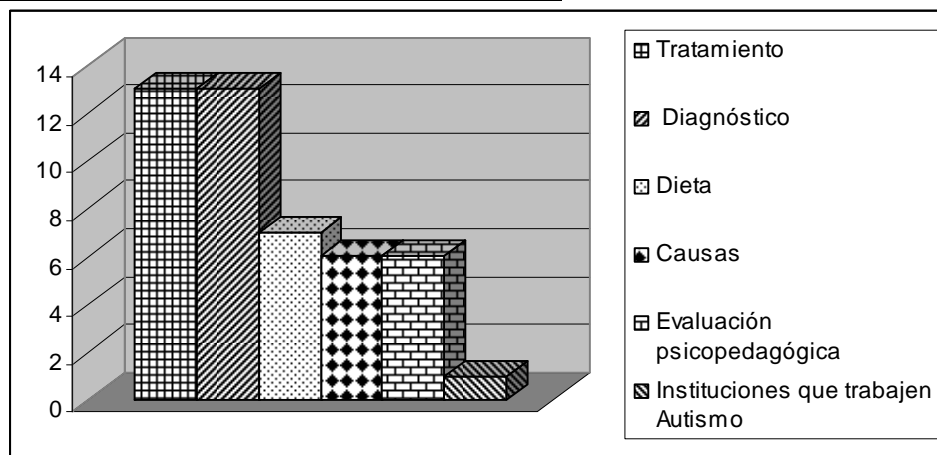 14
12
10
8
6
4
2
0
Tratamiento
Diagnóstico
Dieta
Causas
Evaluación
psicopedagógica
Instituciones que trabajen
Autismo